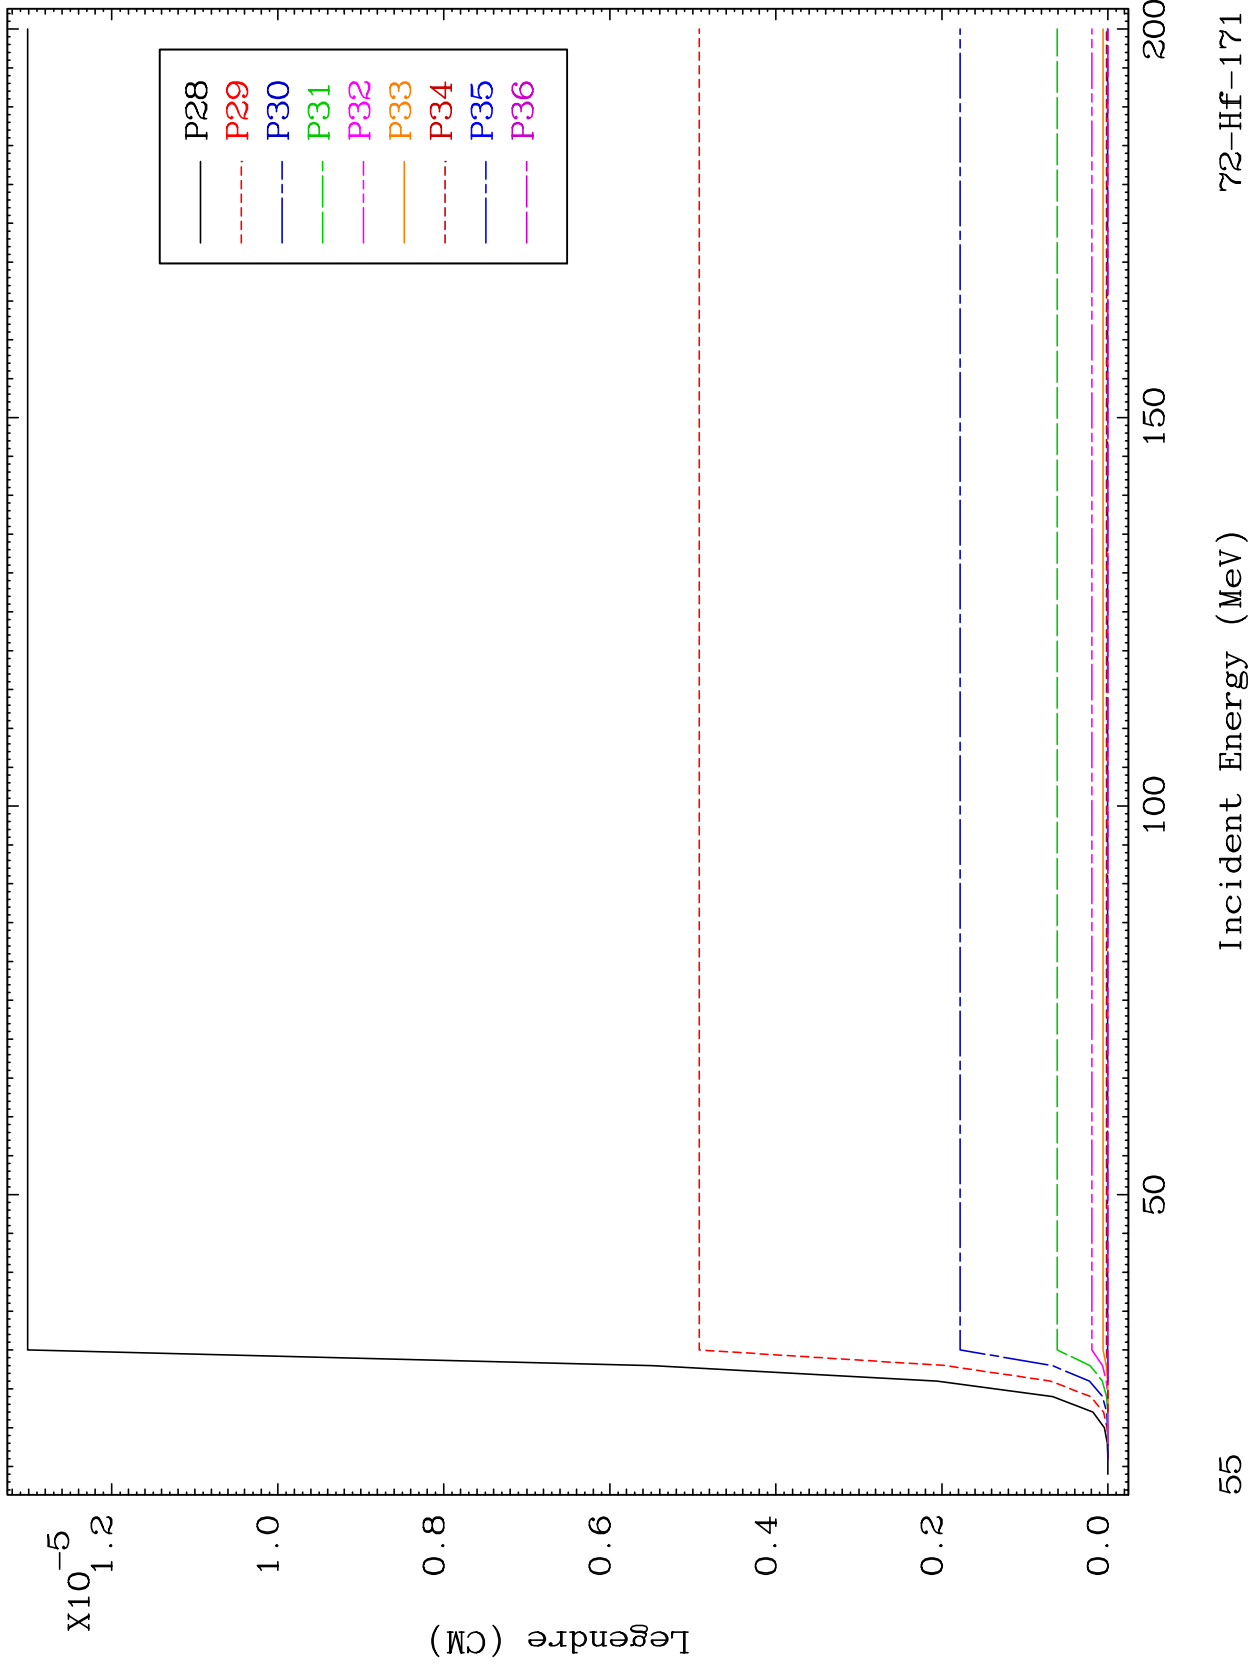 X10-5
1.2
1.0
0.8
0.6
0.4
0.2
0.0
Legendre (CM)
P28
P29
P30
P31
P32
P33
P34
P35
P36
50
100
150
200
Incident Energy (MeV)
55
72-Hf-171